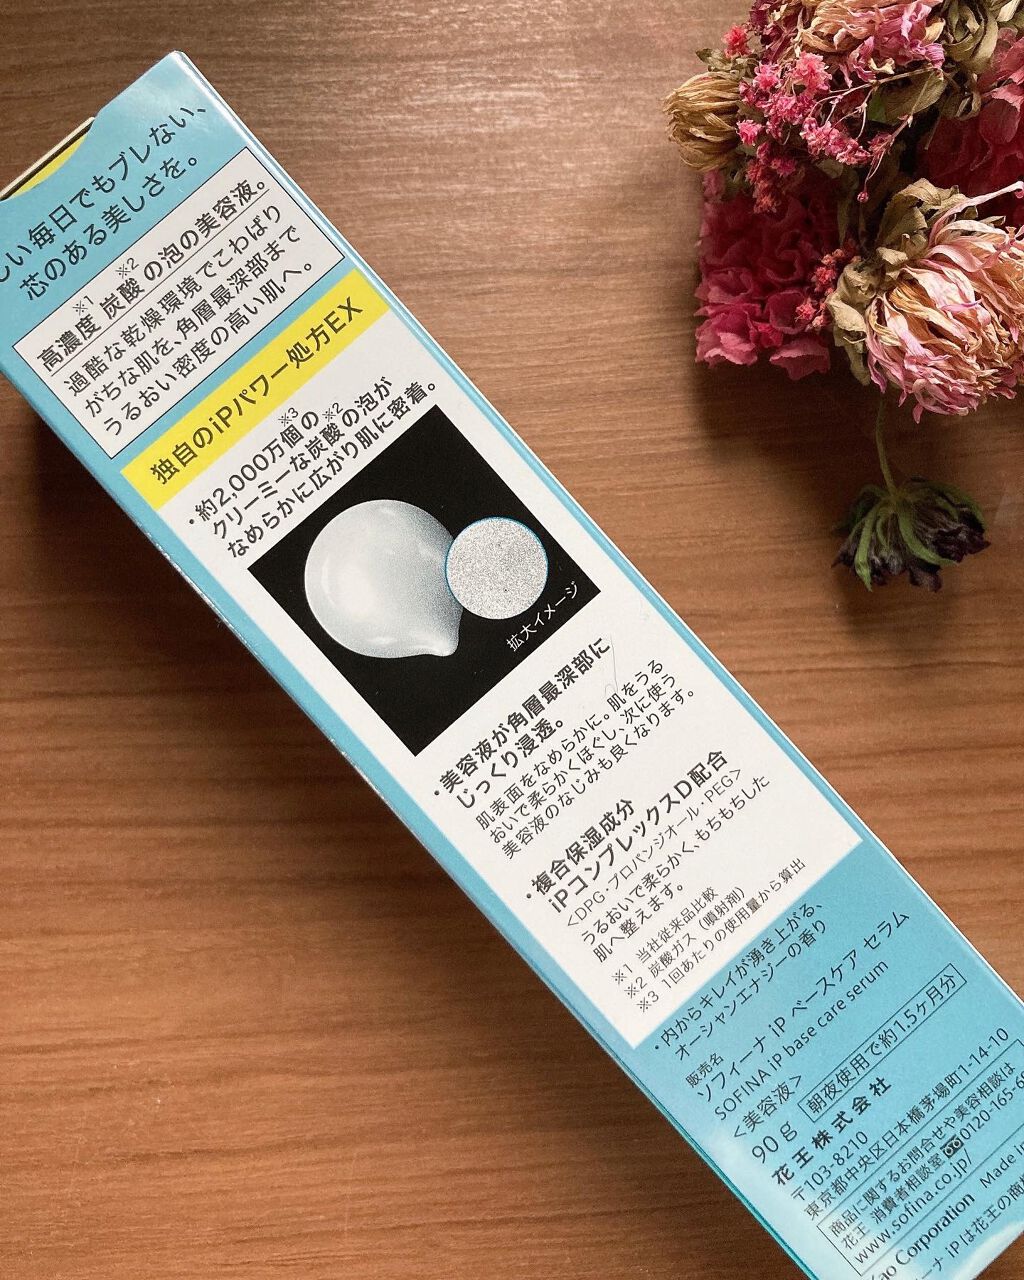 しい毎日でもブレない、
芯のある美しさを。
※1 ※2
高濃度 炭酸の泡の美容液。
過酷な乾燥環境でこわばり
がちな肌を、角層最深部まで
うるおい密度の高い肌へ。
独自のiPパワー処方EX
・約2,000万個※3の
クリーミーな炭酸※2の泡が
なめらかに広がり肌に密着。
拡大イメージ
・美容液が角層最深部に
じっくり浸透。
肌表面をなめらかに。肌をうる
おいで柔らかくほぐし、次に使う
美容液のなじみも良くなります。
・複合保湿成分
iPコンプレックスD配合
<DPG・プロパンジオール・PEG>
うるおいで柔らかく、もちもちした
肌へ整えます。
※1 当社従来品比較
※2 炭酸ガス（噴射剤）
※3 1回あたりの使用量から算出
・内からキレイが湧き上がる、
オーシャンエナジーの香り
販売名
ソフィーナ iP ベースケア セラム
SOFINA iP base care serum
<美容液>
90g 朝夜使用で約1.5ヶ月分
花王株式会社
〒103-8210
東京都中央区日本橋茅場町1-14-10
商品に関するお問合せや美容相談は
花王 消費者相談室 0120-165-6
www.sofina.co.jp/
Kao Corporation Made in
ーナ iPは花王の商